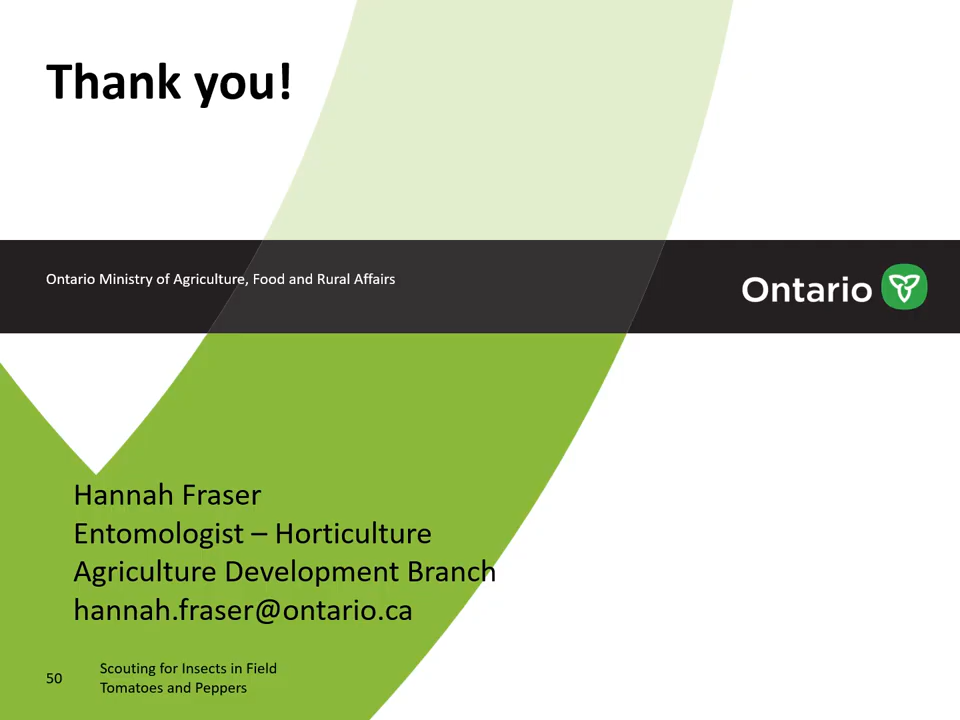 Thank you!
Ontario Ministry of Agriculture, Food and Rural Affairs
Ontario
Hannah Fraser
Entomologist – Horticulture
Agriculture Development Branch
hannah.fraser@ontario.ca
50
Scouting for Insects in Field
Tomatoes and Peppers